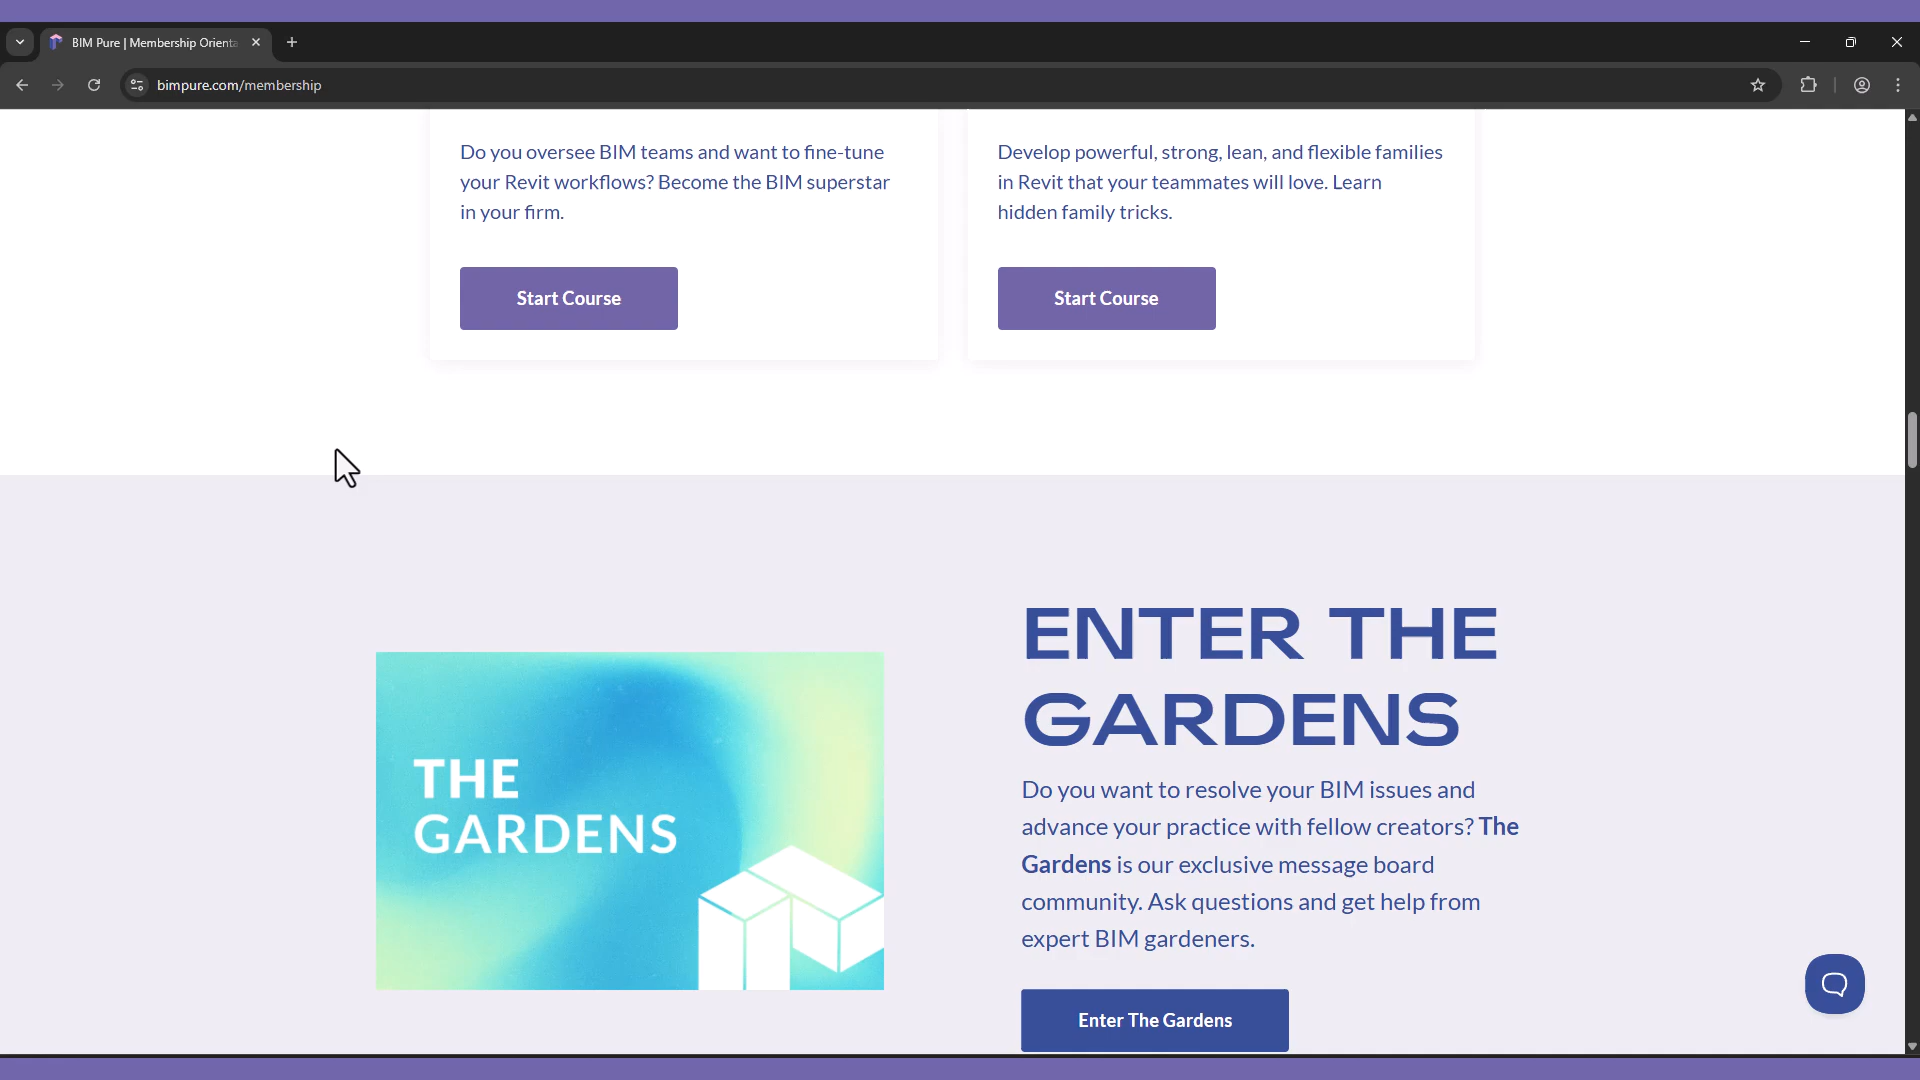 BIM Pure | Membership Orienta
bimpure.com/membership
Do you oversee BIM teams and want to fine-tune
your Revit workflows? Become the BIM superstar
in your firm.
Start Course
Develop powerful, strong, lean, and flexible families
in Revit that your teammates will love. Learn
hidden family tricks.
Start Course
THE
GARDENS
ENTER THE
GARDENS
Do you want to resolve your BIM issues and
advance your practice with fellow creators? The
Gardens is our exclusive message board
community. Ask questions and get help from
expert BIM gardeners.
Enter The Gardens